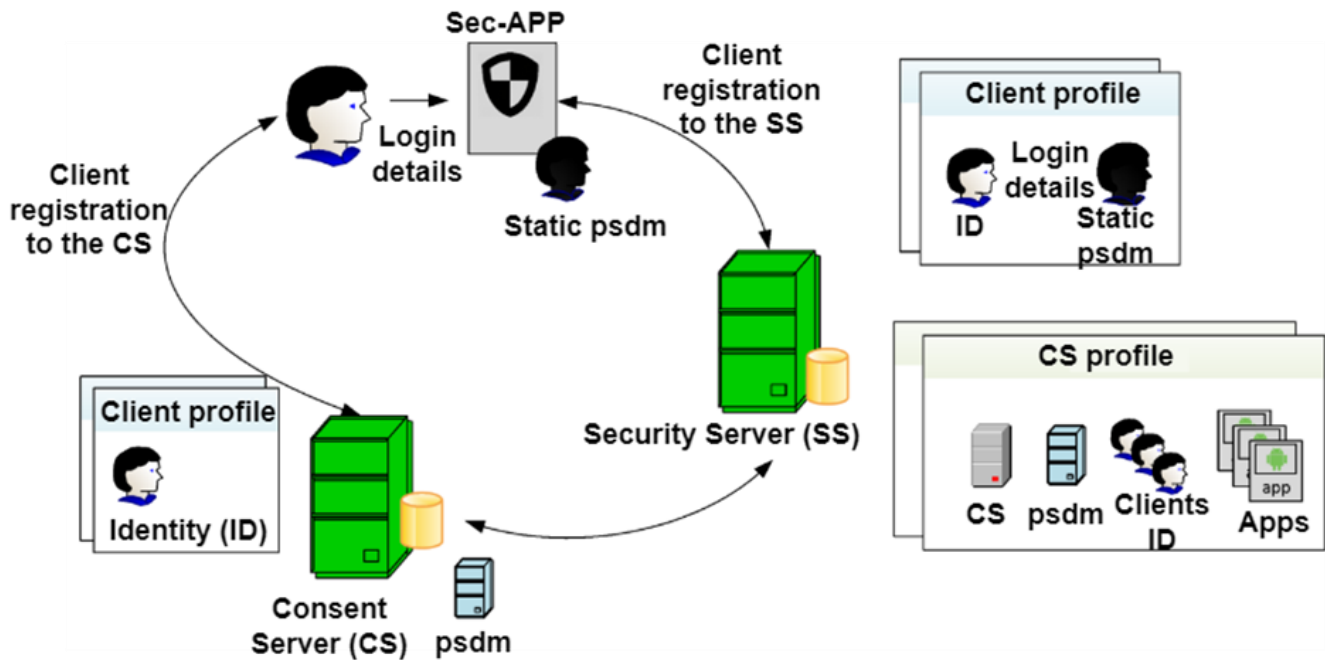 Sec-APP
Client
registration
to the SS
Login
details
Static psdm
Client
registration
to the CS
Client profile
ID
Login
details
Static
psdm
Security Server (SS)
CS profile
CS
psdm
Clients
ID
app
Apps
Client profile
Identity (ID)
Consent
Server (CS)
psdm